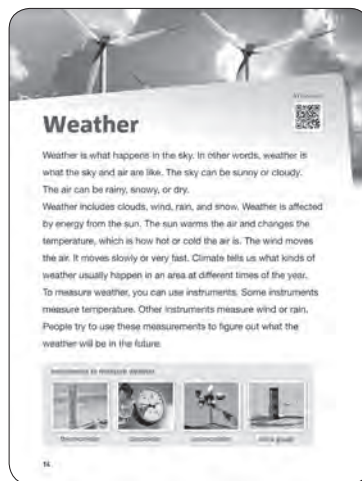 Weather
Weather is what happens in the sky. In other words, weather is
what the sky and air are like. The sky can be sunny or cloudy.
The air can be rainy, snowy, or dry.
Weather includes clouds, wind, rain, and snow. Weather is affected
by energy from the sun. The sun warms the air and changes the
temperature, which is how hot or cold the air is. The wind moves
the air. It moves slowly or very fast. Climate tells us what kinds of
weather usually happen in an area at different times of the year.
To measure weather, you can use instruments. Some instruments
measure temperature. Other instruments measure wind or rain.
People try to use these measurements to figure out what the
weather will be in the future.
Instruments to measure weather
thermometer barometer anemometer rain gauge
14